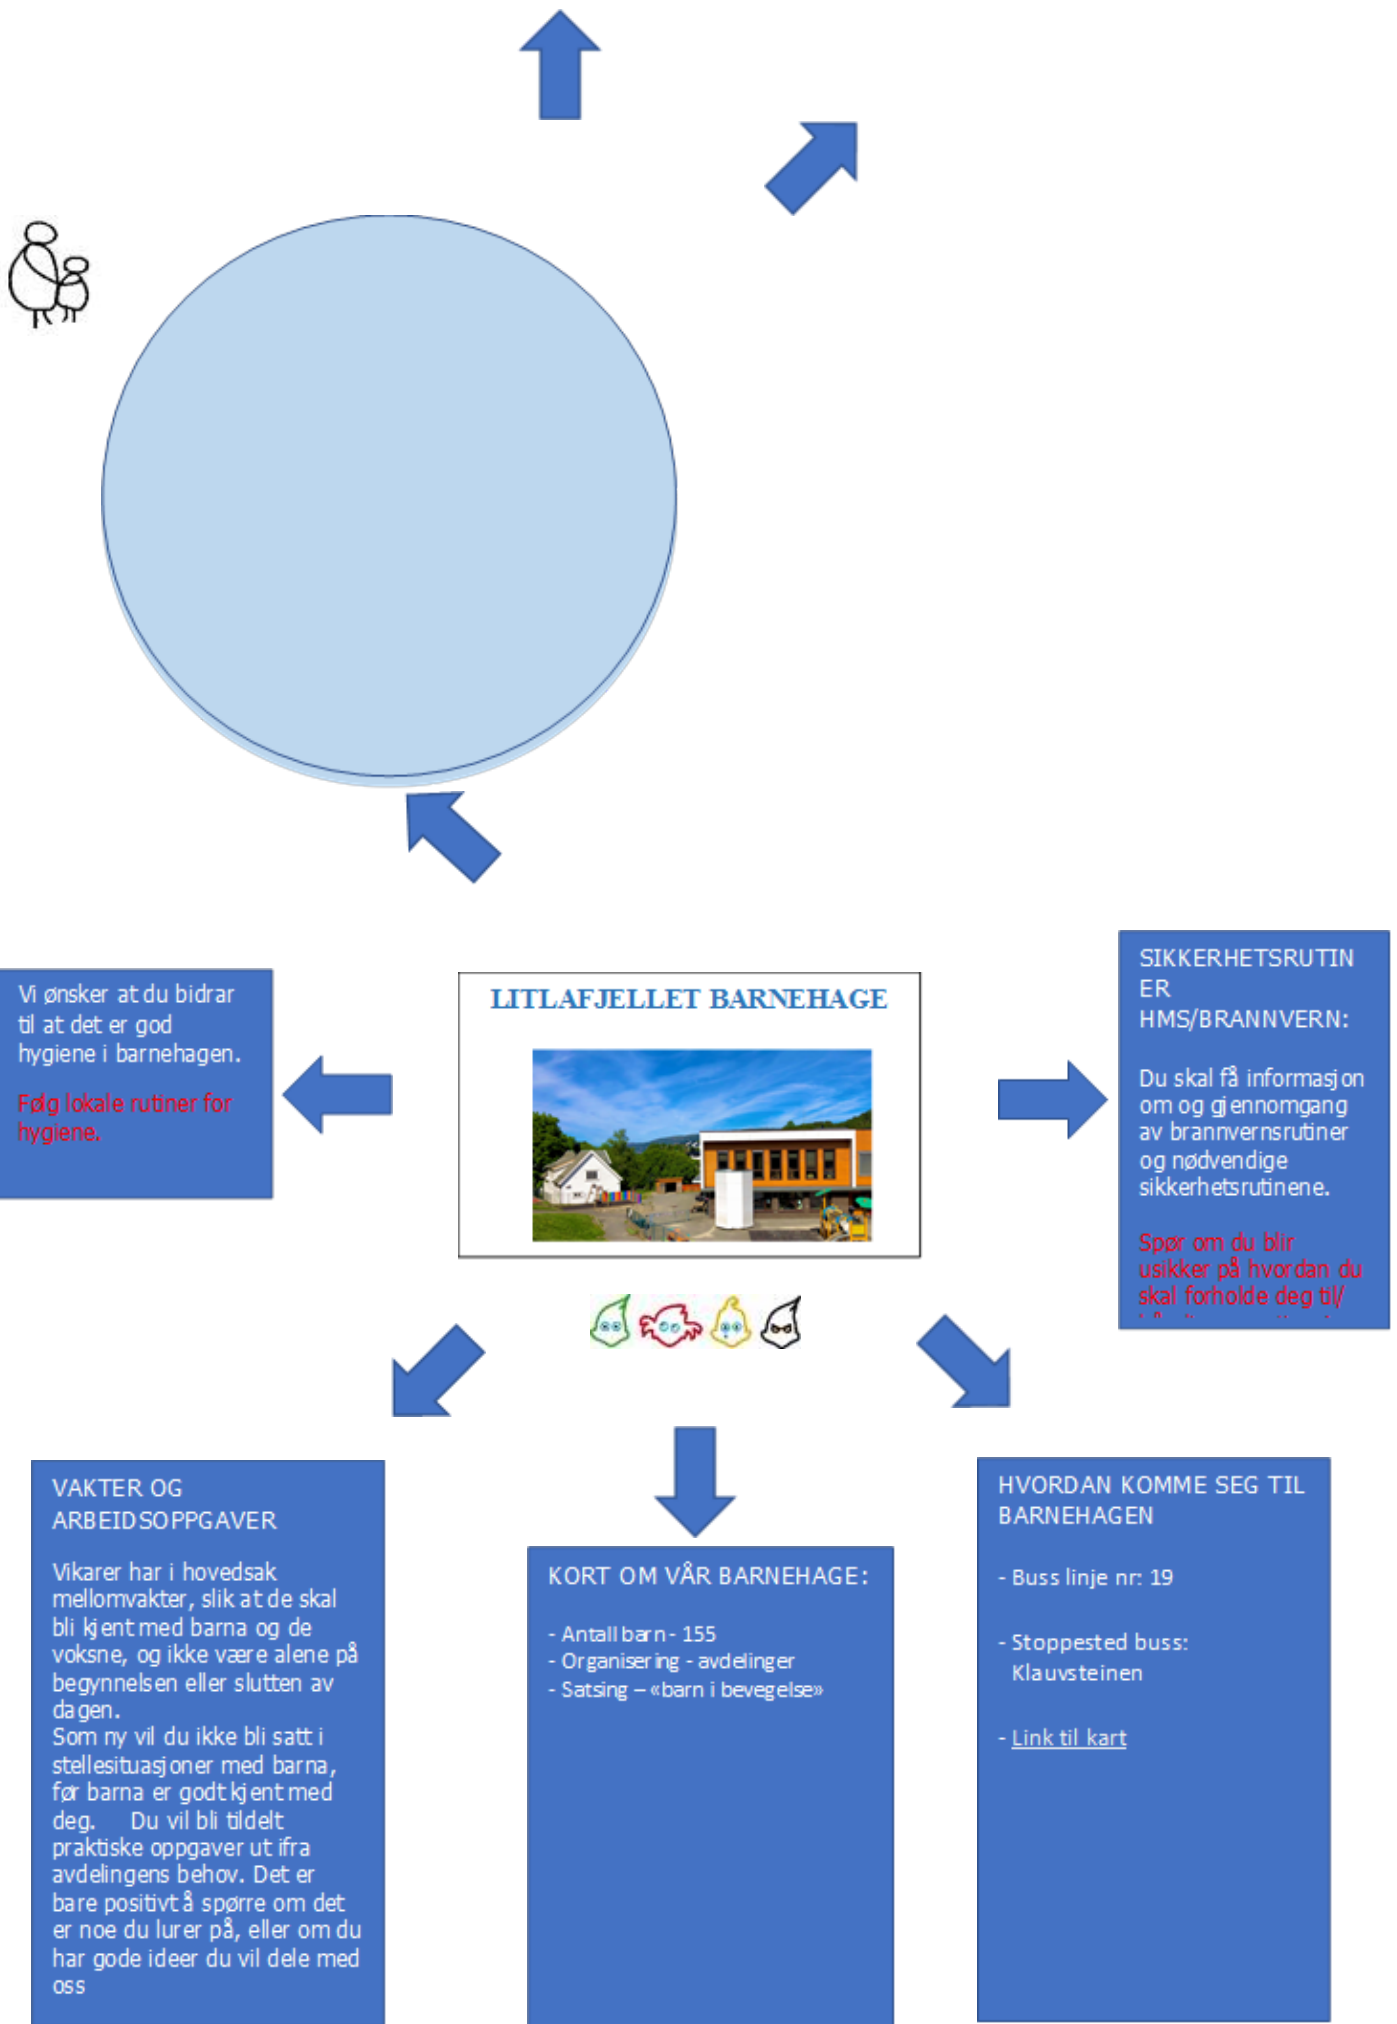 Vi ønsker at du bidrar
til at det er god
hygiene i barnehagen.
Følg lokale rutiner for
hygiene.
LITLAFJELLET BARNEHAGE
SIKKERHETSRUTIN
ER
HMS/BRANNVERN:
Du skal få informasjon
om og gjennomgang
av brannvernsrutiner
og nødvendige
sikkerhetsrutinene.
Spør om du blir
usikker på hvordan du
skal forholde deg til/
VAKTER OG
ARBEIDSOPPGAVER
Vikarer har i hovedsak
mellomvakter, slik at de skal
bli kjent med barna og de
voksne, og ikke være alene på
begynnelsen eller slutten av
dagen.
Som ny vil du ikke bli satt i
stellesituasjoner med barna,
før barna er godt kjent med
deg. Du vil bli tildelt
praktiske oppgaver ut ifra
avdelingens behov. Det er
bare positivt å spørre om det
er noe du lurer på, eller om du
har gode ideer du vil dele med
oss
KORT OM VÅR BARNEHAGE:
- Antall barn - 155
- Organisering - avdelinger
- Satsing – «barn i bevegelse»
HVORDAN KOMME SEG TIL
BARNEHAGEN
- Buss linje nr: 19
- Stoppested buss:
Klauvsteinen
- Link til kart